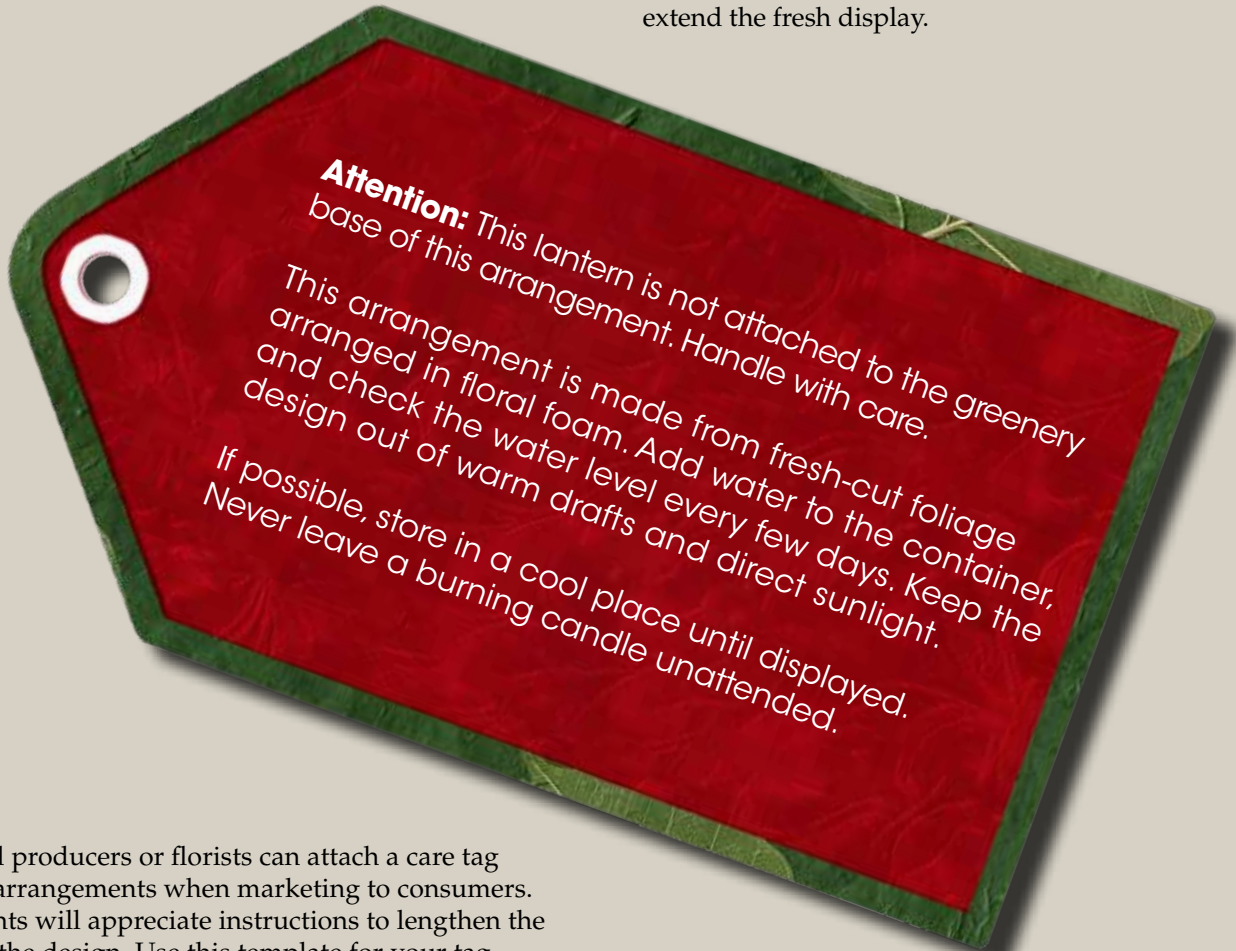 extend the fresh display.
Attention: This lantern is not attached to the greenery
base of this arrangement. Handle with care.
This arrangement is made from fresh-cut foliage
arranged in floral foam. Add water to the container,
and check the water level every few days. Keep the
design out of warm drafts and direct sunlight.
If possible, store in a cool place until displayed.
Never leave a burning candle unattended.
producers or florists can attach a care tag
arrangements when marketing to consumers.
will appreciate instructions to lengthen the
the design. Use this template for your tag